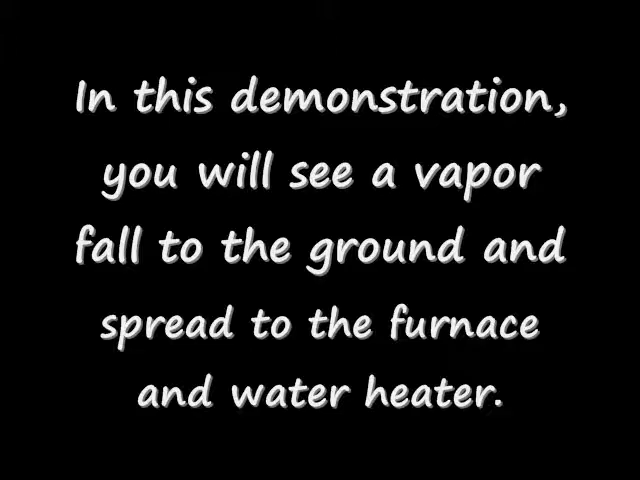 In this demonstration,
you will see a vapor
fall to the ground and
spread to the furnace
and water heater.